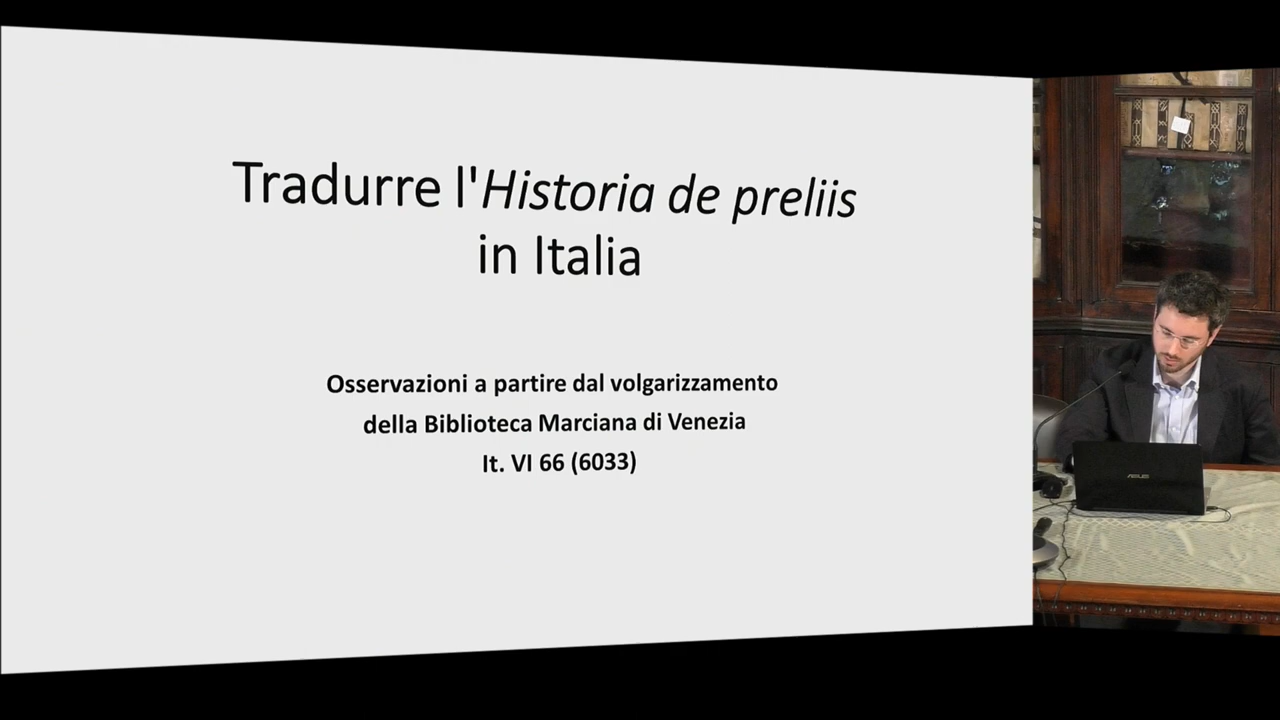 Tradurre l'Historia de preliis
in Italia
Osservazioni a partire dal volgarizzamento
della Biblioteca Marciana di Venezia
It. VI 66 (6033)
ASUS